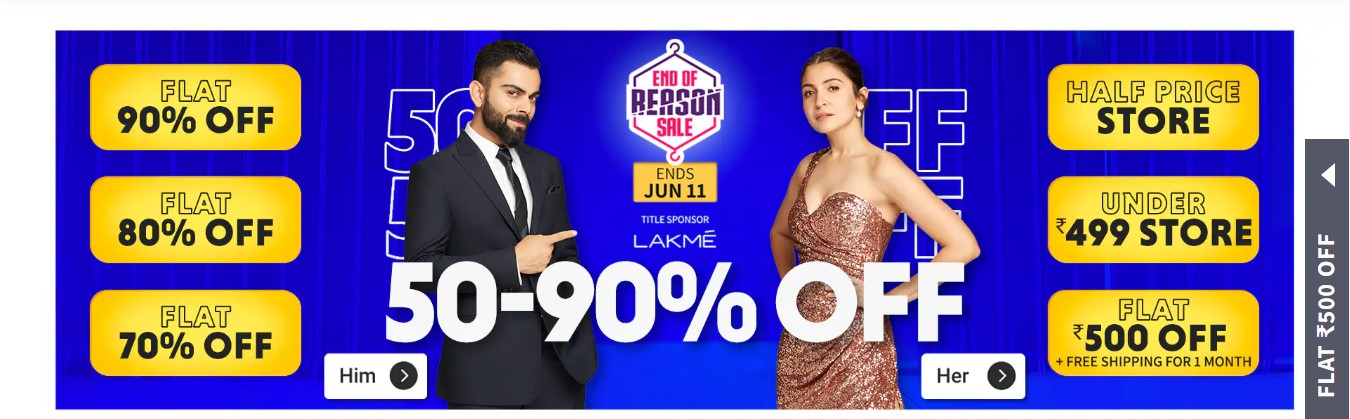 FLAT
90% OFF
FLAT
80% OFF
FLAT
70% OFF
50
FF
END OF
REASON
SALE
ENDS
JUN 11
TITLE SPONSOR
LAKMÉ
50-90% OFF
Him
Her
HALF PRICE
STORE
UNDER
₹499 STORE
FLAT
₹500 OFF
+ FREE SHIPPING FOR 1 MONTH
FLAT ₹500 OFF